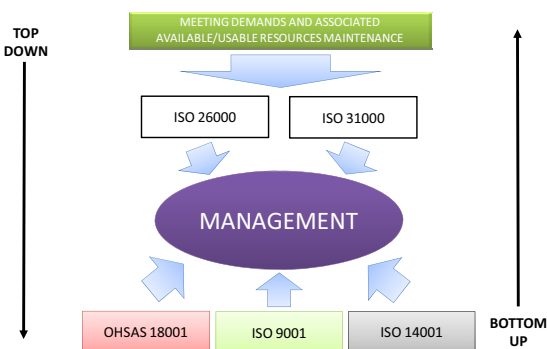 MEETING DEMANDS AND ASSOCIATED
AVAILABLE/USABLE RESOURCES MAINTENANCE
TOP
DOWN
ISO 26000
ISO 31000
MANAGEMENT
OHSAS 18001
ISO 9001
ISO 14001
BOTTOM
UP